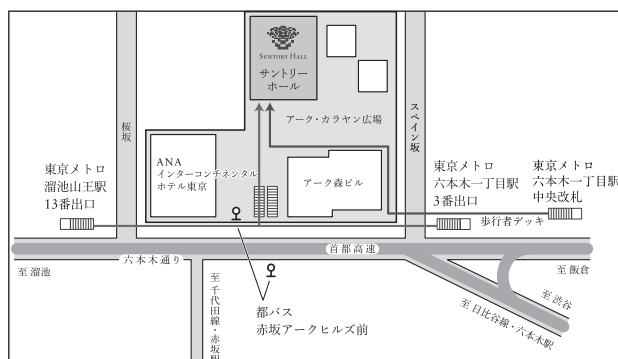 SUNTORY HALL
サントリー
ホール
アーク・カラヤン広場
桜坂
スペイン坂
ANA
インターコンチネンタル
ホテル東京
アーク森ビル
東京メトロ
溜池山王駅
13番出口
東京メトロ
六本木一丁目駅
3番出口
東京メトロ
六本木一丁目駅
中央改札
歩行者デッキ
首都高速
六本木通り
至溜池
至飯倉
至渋谷
至日比谷線・六本木駅
至千代田線・赤坂駅
都バス
赤坂アークヒルズ前